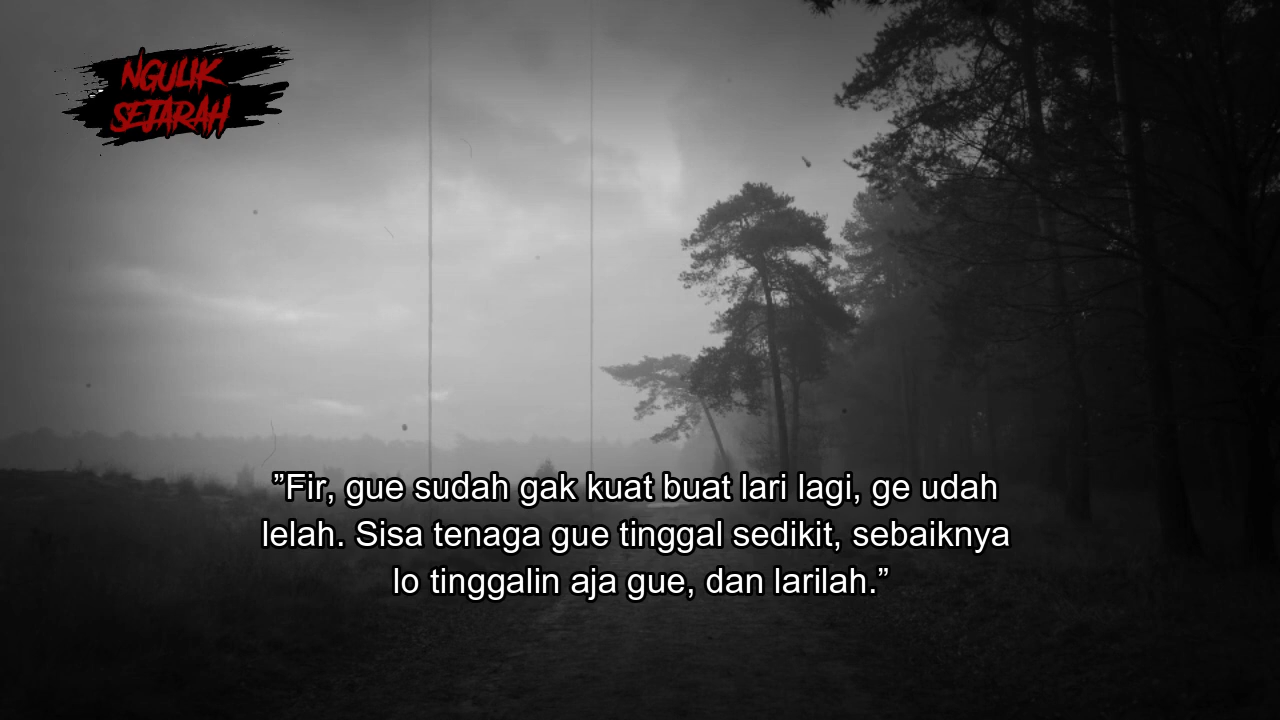 NGULIK
SEJARAH
”Fir, gue sudah gak kuat buat lari lagi, ge udah
lelah. Sisa tenaga gue tinggal sedikit, sebaiknya
lo tinggalin aja gue, dan larilah.”